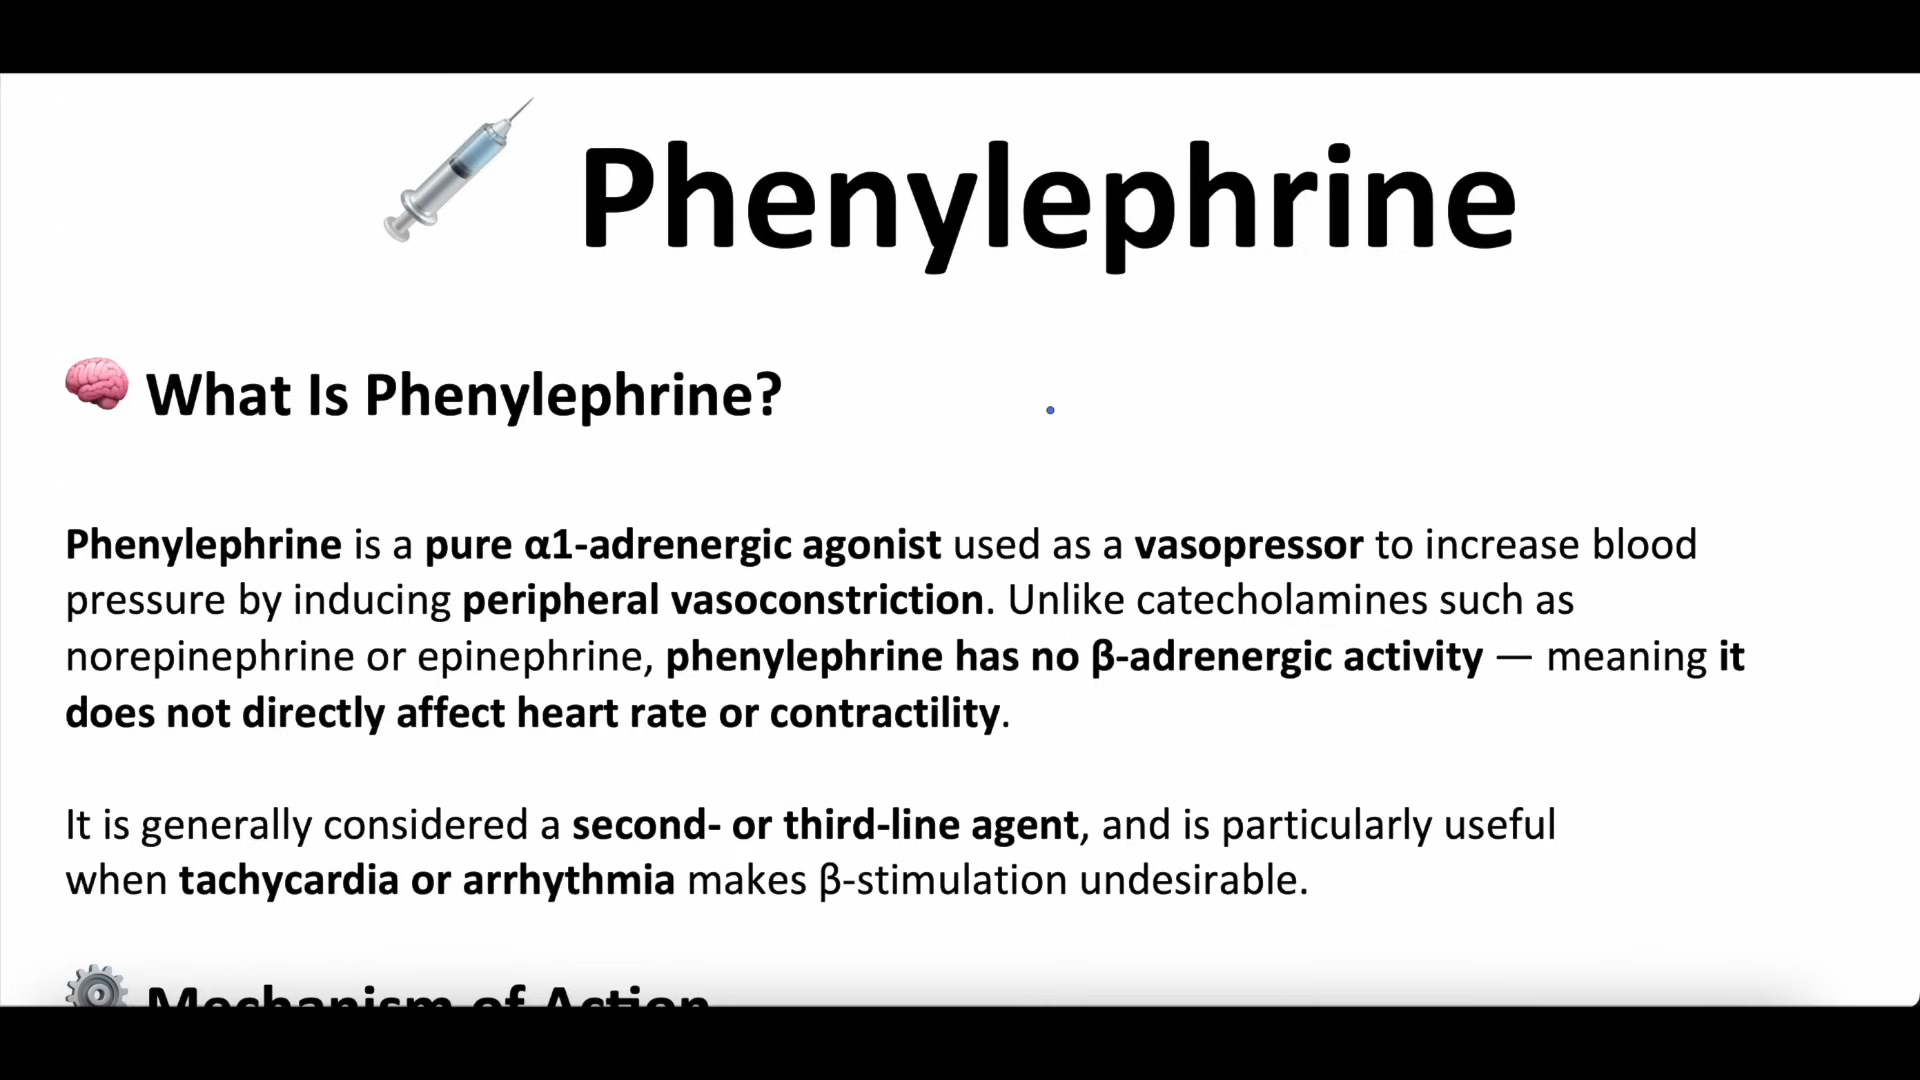 Phenylephrine
What Is Phenylephrine?
Phenylephrine is a pure α1-adrenergic agonist used as a vasopressor to increase blood
pressure by inducing peripheral vasoconstriction. Unlike catecholamines such as
norepinephrine or epinephrine, phenylephrine has no β-adrenergic activity — meaning it
does not directly affect heart rate or contractility.
It is generally considered a second- or third-line agent, and is particularly useful
when tachycardia or arrhythmia makes β-stimulation undesirable.
Mechanism of Action